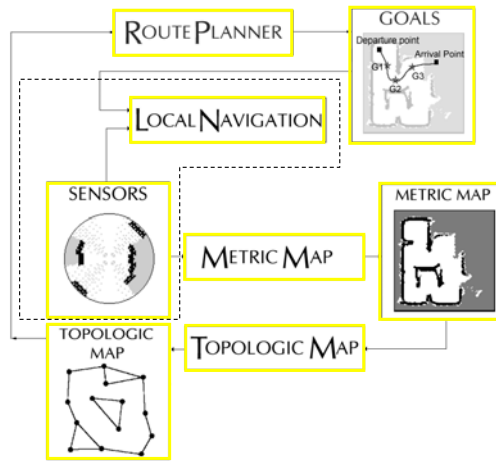 ROUTE PLANNER
GOALS
Departure point
Arrival Point
G1
G3
G2
LOCAL NAVIGATION
SENSORS
METRIC MAP
METRIC MAP
TOPOLOGIC
MAP
TOPOLOGIC MAP